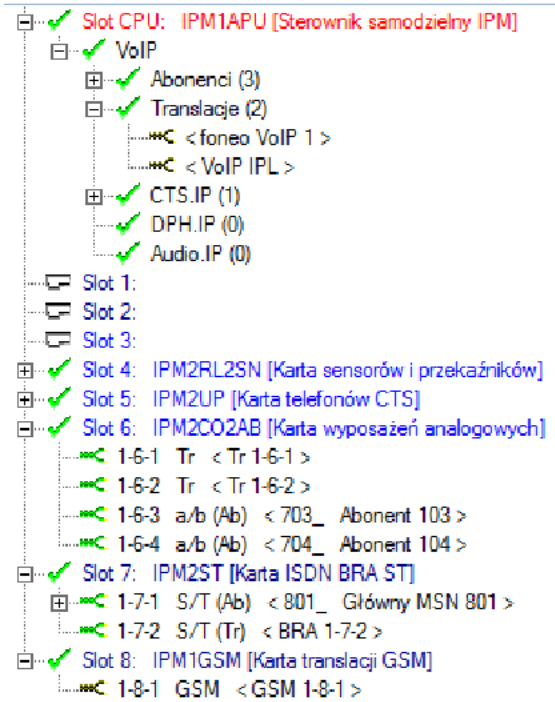 Slot CPU: IPM1APU [Sterownik samodzielny IPM]
VoIP
Abonenci (3)
Translacje (2)
< foneo VoIP 1 >
< VoIP IPL >
CTS.IP (1)
DPH.IP (0)
Audio.IP (0)
Slot 1:
Slot 2:
Slot 3:
Slot 4: IPM2RL2SN [Karta sensorów i przekaźników]
Slot 5: IPM2UP [Karta telefonów CTS]
Slot 6: IPM2CO2AB [Karta wyposażeń analogowych]
1-6-1 Tr < Tr 1-6-1 >
1-6-2 Tr < Tr 1-6-2 >
1-6-3 a/b (Ab) < 703_ Abonent 103 >
1-6-4 a/b (Ab) < 704_ Abonent 104 >
Slot 7: IPM2ST [Karta ISDN BRA ST]
1-7-1 S/T (Ab) < 801_ Główny MSN 801 >
1-7-2 S/T (Tr) < BRA 1-7-2 >
Slot 8: IPM1GSM [Karta translacji GSM]
1-8-1 GSM < GSM 1-8-1 >